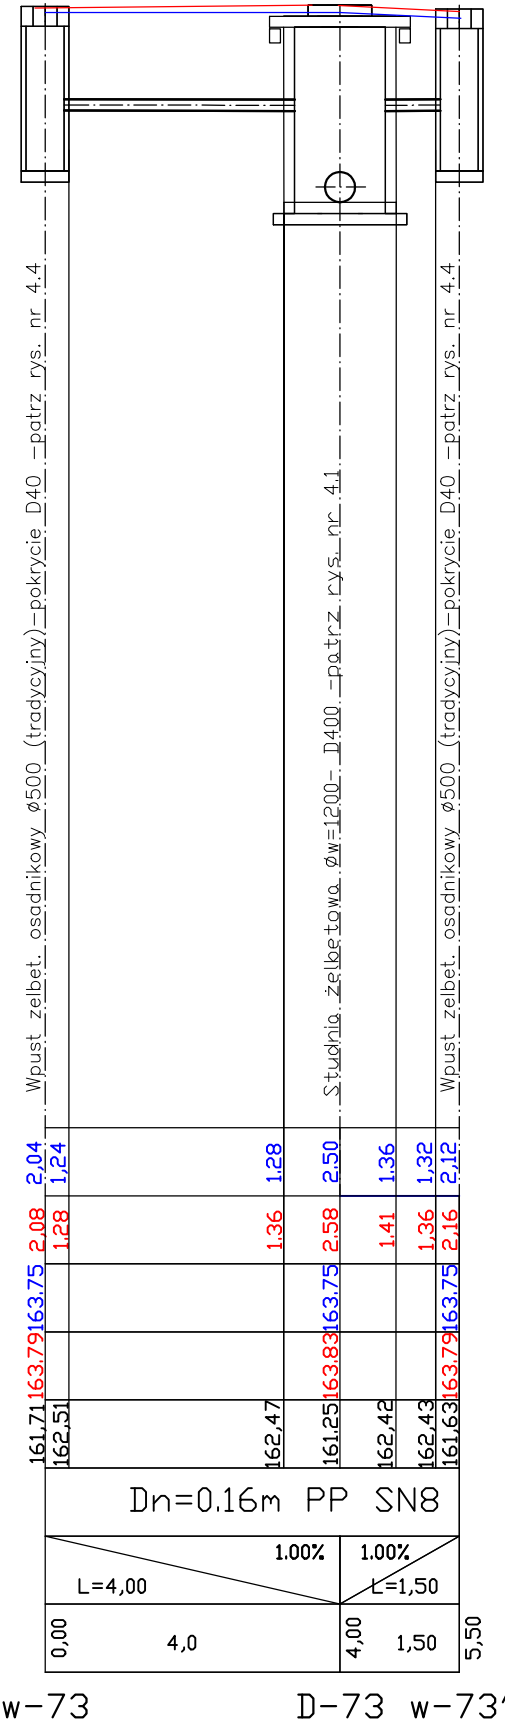 Wpust zelbet. osadnikowy ø500 (tradycyjny)-pokrycie D40 -patrz rys. nr 4.4
Studnia żelbetowa Øw=1200- D400 -patrz rys. nr 4.1
Wpust zelbet. osadnikowy ø500 (tradycyjny)-pokrycie D40 -patrz rys. nr 4.4
2,04 1,24 1.28 2.50 1.36 1,32 2,12
2,08 1.28 1.36 2.58 1.41 1,36 2,16
163.75 163.75 163.75
163.79 163.83 163.79
161,71 162,51 162,47 161.25 162,42 162,43 161,63
Dn=0.16m PP SN8
1.00% 1.00%
L=4,00 L=1,50
0,00 4,0 4,00 1,50 5,50
w-73 D-73 w-73'